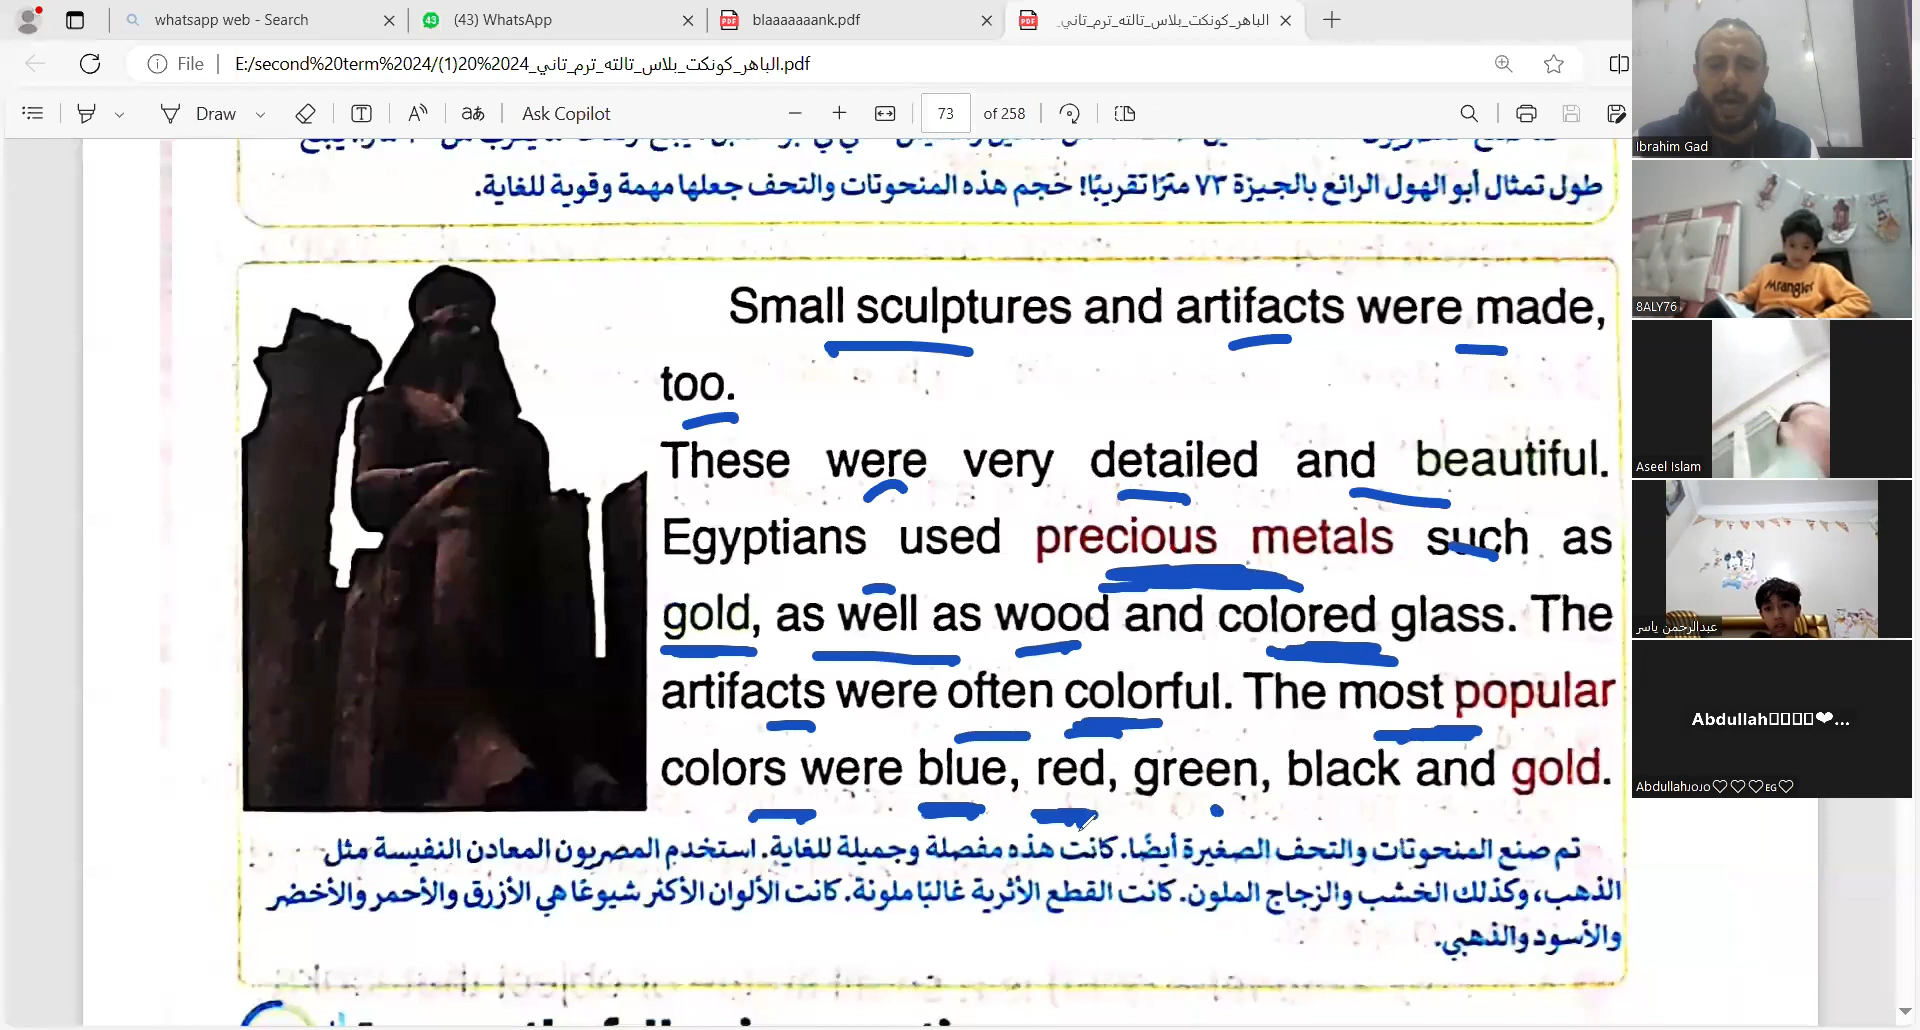 whatsapp web - Search
(43) WhatsApp
blaaaaaaank.pdf
الباهر_كونكت_بلاس_تالته_ترم_تاني_
File
E:/second%20term%2024/(1)20%2024_الباهر_كونكت_بلاس_تالته_ترم_تاني.pdf
Draw
Ask Copilot
73 of 258
طول تمثال أبو الهول الرائع بالجيزة ٧٣ مترًا تقريبًا! حجم هذه المنحوتات والتحف جعلها مهمة وقوية للغاية.
Small sculptures and artifacts were made,
too.
These were very detailed and beautiful.
Egyptians used precious metals such as
gold, as well as wood and colored glass. The
artifacts were often colorful. The most popular
colors were blue, red, green, black and gold.
تم صنع المنحوتات والتحف الصغيرة أيضًا. كانت هذه مفصلة وجميلة للغاية. استخدم المصريون المعادن النفيسة مثل
الذهب، وكذلك الخشب والزجاج الملون. كانت القطع الأثرية غالبًا ملونة. كانت الألوان الأكثر شيوعًا هي الأزرق والأحمر والأخضر
والأسود والذهبي.
Ibrahim Gad
Wrangler
8ALY76
Aseel Islam
عبدالرحمن ياسر
Abdullah❤...
AbdullahJOJO♡♡♡EG♡